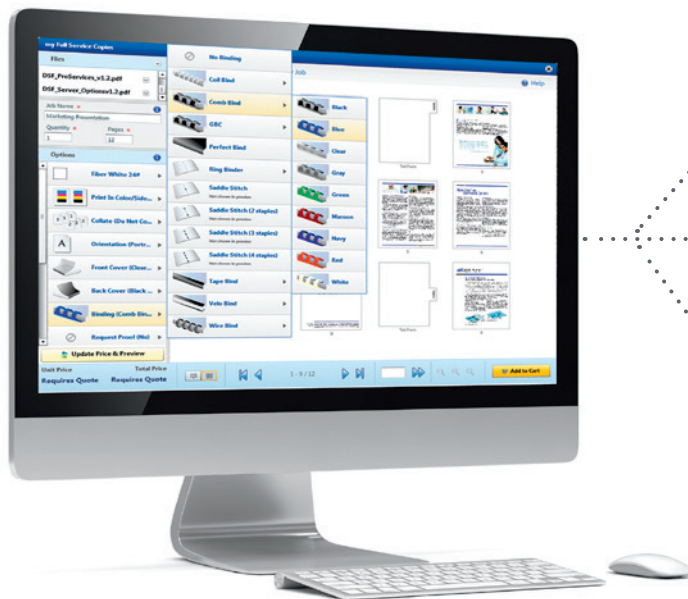 my Full Service Copies
Files
DSF_PreServices_v1.2.pdf
DSF_Server_Optionsv1.2.pdf
Job Name *
Marketing Presentation
Quantity * Pages *
1 12
Options
Fiber White 24#
Print In Color/Side...
Collate (Do Not Co...
A Orientation (Portr...
Front Cover (Clear...
Back Cover (Black ...
Binding (Comb Bin...
Request Proof (No)
Update Price & Preview
Unit Price Total Price
Requires Quote Requires Quote
No Binding
Coil Bind
Comb Bind
GBC
Perfect Bind
Ring Binder
Saddle Stitch
Saddle Stitch (2 staples)
Saddle Stitch (3 staples)
Saddle Stitch (4 staples)
Tape Bind
Velo Bind
Wire Bind
Black
Blue
Clear
Gray
Green
Maroon
Navy
Red
White
Job
Help
1 - 9 / 12
Add to Cart